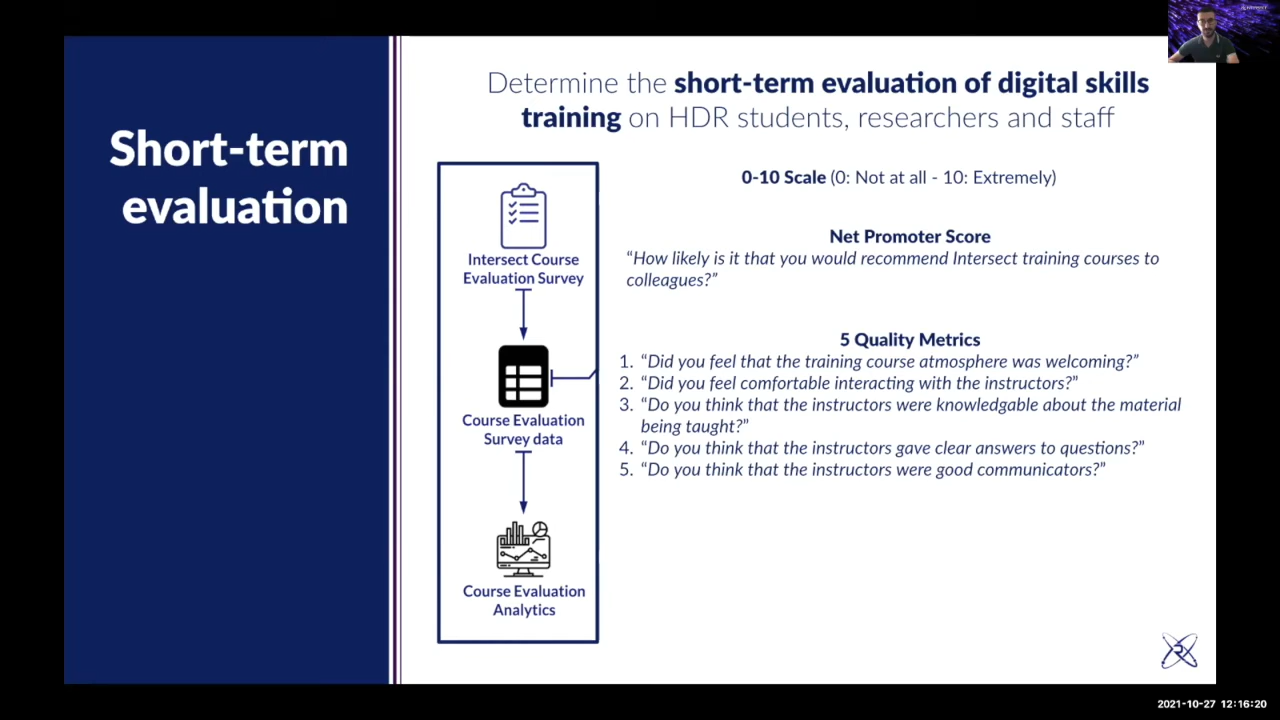 Short-term
evaluation
Determine the short-term evaluation of digital skills
training on HDR students, researchers and staff
Intersect Course
Evaluation Survey
Course Evaluation
Survey data
Course Evaluation
Analytics
0-10 Scale (0: Not at all - 10: Extremely)
Net Promoter Score
“How likely is it that you would recommend Intersect training courses to
colleagues?”
5 Quality Metrics
1. “Did you feel that the training course atmosphere was welcoming?”
2. “Did you feel comfortable interacting with the instructors?”
3. “Do you think that the instructors were knowledgable about the material
being taught?”
4. “Do you think that the instructors gave clear answers to questions?”
5. “Do you think that the instructors were good communicators?”
2021-10-27 12:16:20